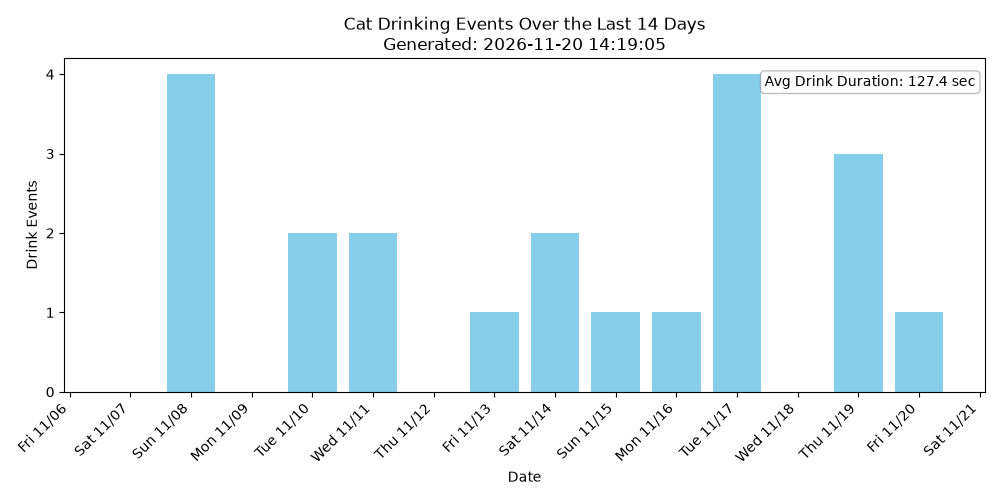 Cat Drinking Events Over the Last 14 Days
Generated: 2026-11-20 14:19:05
Avg Drink Duration: 127.4 sec
Drink Events
4
3
2
1
0
Fri 11/06
Sat 11/07
Sun 11/08
Mon 11/09
Tue 11/10
Wed 11/11
Thu 11/12
Fri 11/13
Sat 11/14
Sun 11/15
Mon 11/16
Tue 11/17
Wed 11/18
Thu 11/19
Fri 11/20
Sat 11/21
Date